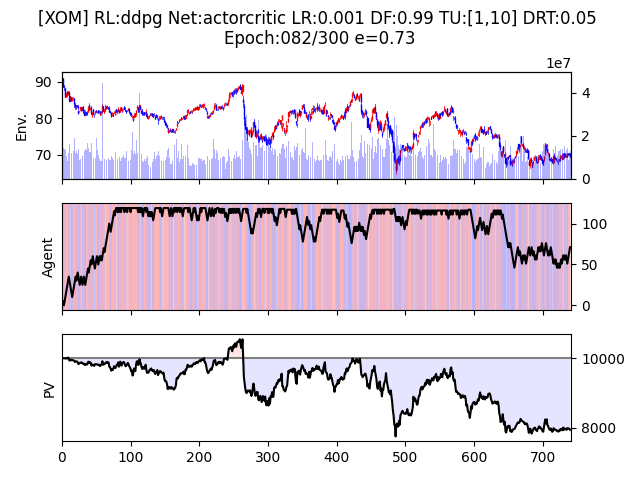 [XOM] RL:ddpg Net:actorcritic LR:0.001 DF:0.99 TU:[1,10] DRT:0.05
Epoch:082/300 e=0.73
1e7
90
80
70
Env.
4
2
0
Agent
100
50
0
PV
10000
8000
0 100 200 300 400 500 600 700